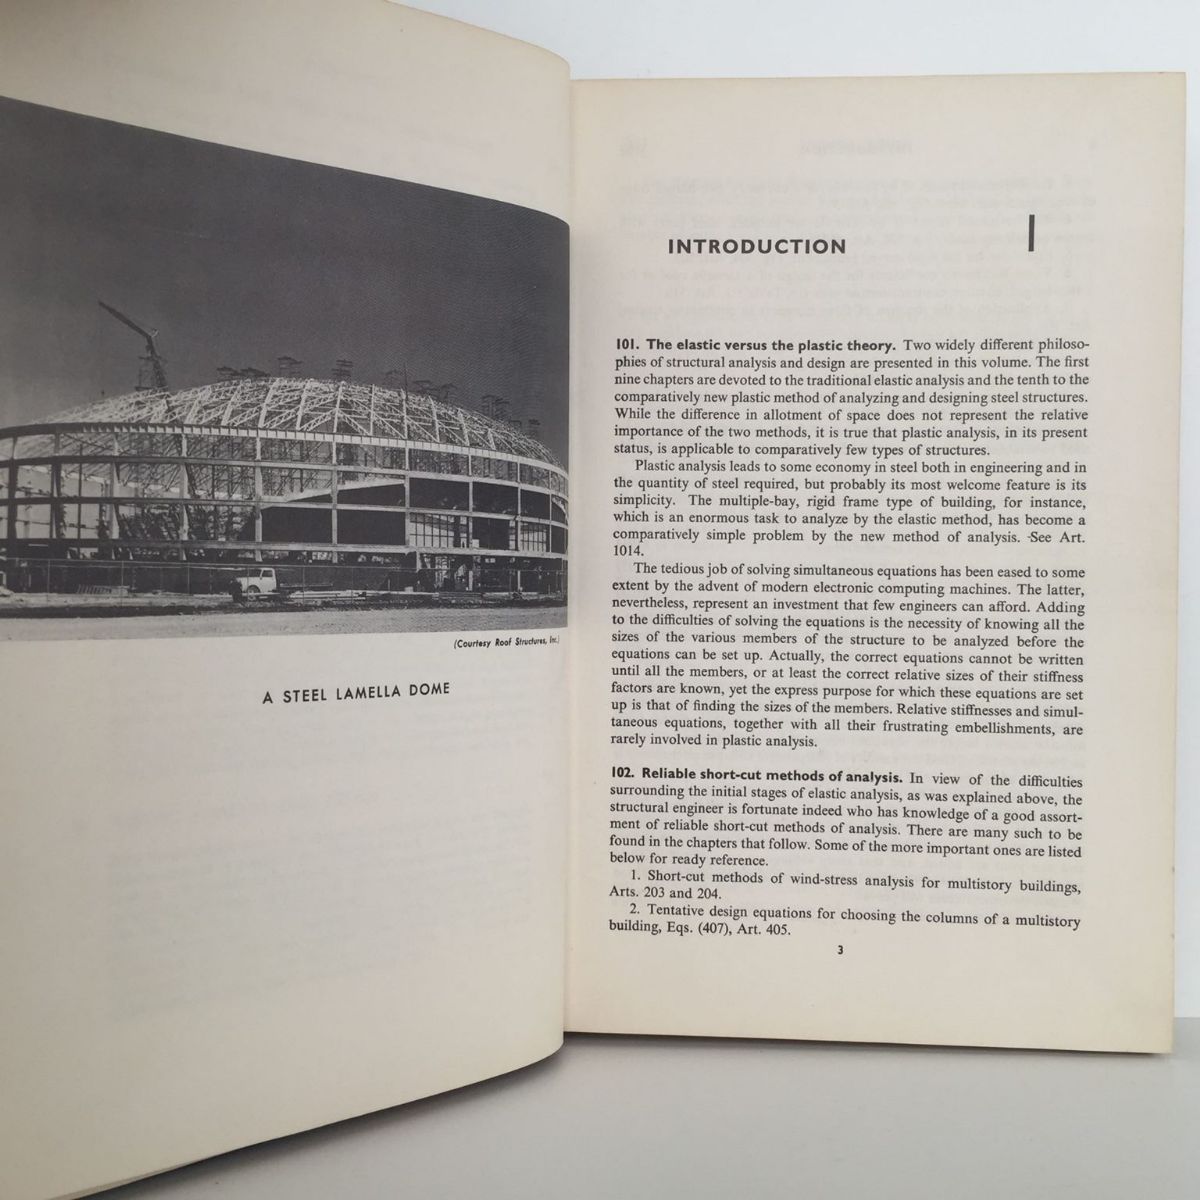 (Courtesy Roof Structures, Inc.)
A STEEL LAMELLA DOME
INTRODUCTION
1
101. The elastic versus the plastic theory. Two widely different philoso-
phies of structural analysis and design are presented in this volume. The first
nine chapters are devoted to the traditional elastic analysis and the tenth to the
comparatively new plastic method of analyzing and designing steel structures.
While the difference in allotment of space does not represent the relative
importance of the two methods, it is true that plastic analysis, in its present
status, is applicable to comparatively few types of structures.
Plastic analysis leads to some economy in steel both in engineering and in
the quantity of steel required, but probably its most welcome feature is its
simplicity. The multiple-bay, rigid frame type of building, for instance,
which is an enormous task to analyze by the elastic method, has become a
comparatively simple problem by the new method of analysis. See Art.
1014.
The tedious job of solving simultaneous equations has been eased to some
extent by the advent of modern electronic computing machines. The latter,
nevertheless, represent an investment that few engineers can afford. Adding
to the difficulties of solving the equations is the necessity of knowing all the
sizes of the various members of the structure to be analyzed before the
equations can be set up. Actually, the correct equations cannot be written
until all the members, or at least the correct relative sizes of their stiffness
factors are known, yet the express purpose for which these equations are set
up is that of finding the sizes of the members. Relative stiffnesses and simul-
taneous equations, together with all their frustrating embellishments, are
rarely involved in plastic analysis.
102. Reliable short-cut methods of analysis. In view of the difficulties
surrounding the initial stages of elastic analysis, as was explained above, the
structural engineer is fortunate indeed who has knowledge of a good assort-
ment of reliable short-cut methods of analysis. There are many such to be
found in the chapters that follow. Some of the more important ones are listed
below for ready reference.
1. Short-cut methods of wind-stress analysis for multistory buildings,
Arts. 203 and 204.
2. Tentative design equations for choosing the columns of a multistory
building, Eqs. (407), Art. 405.
3